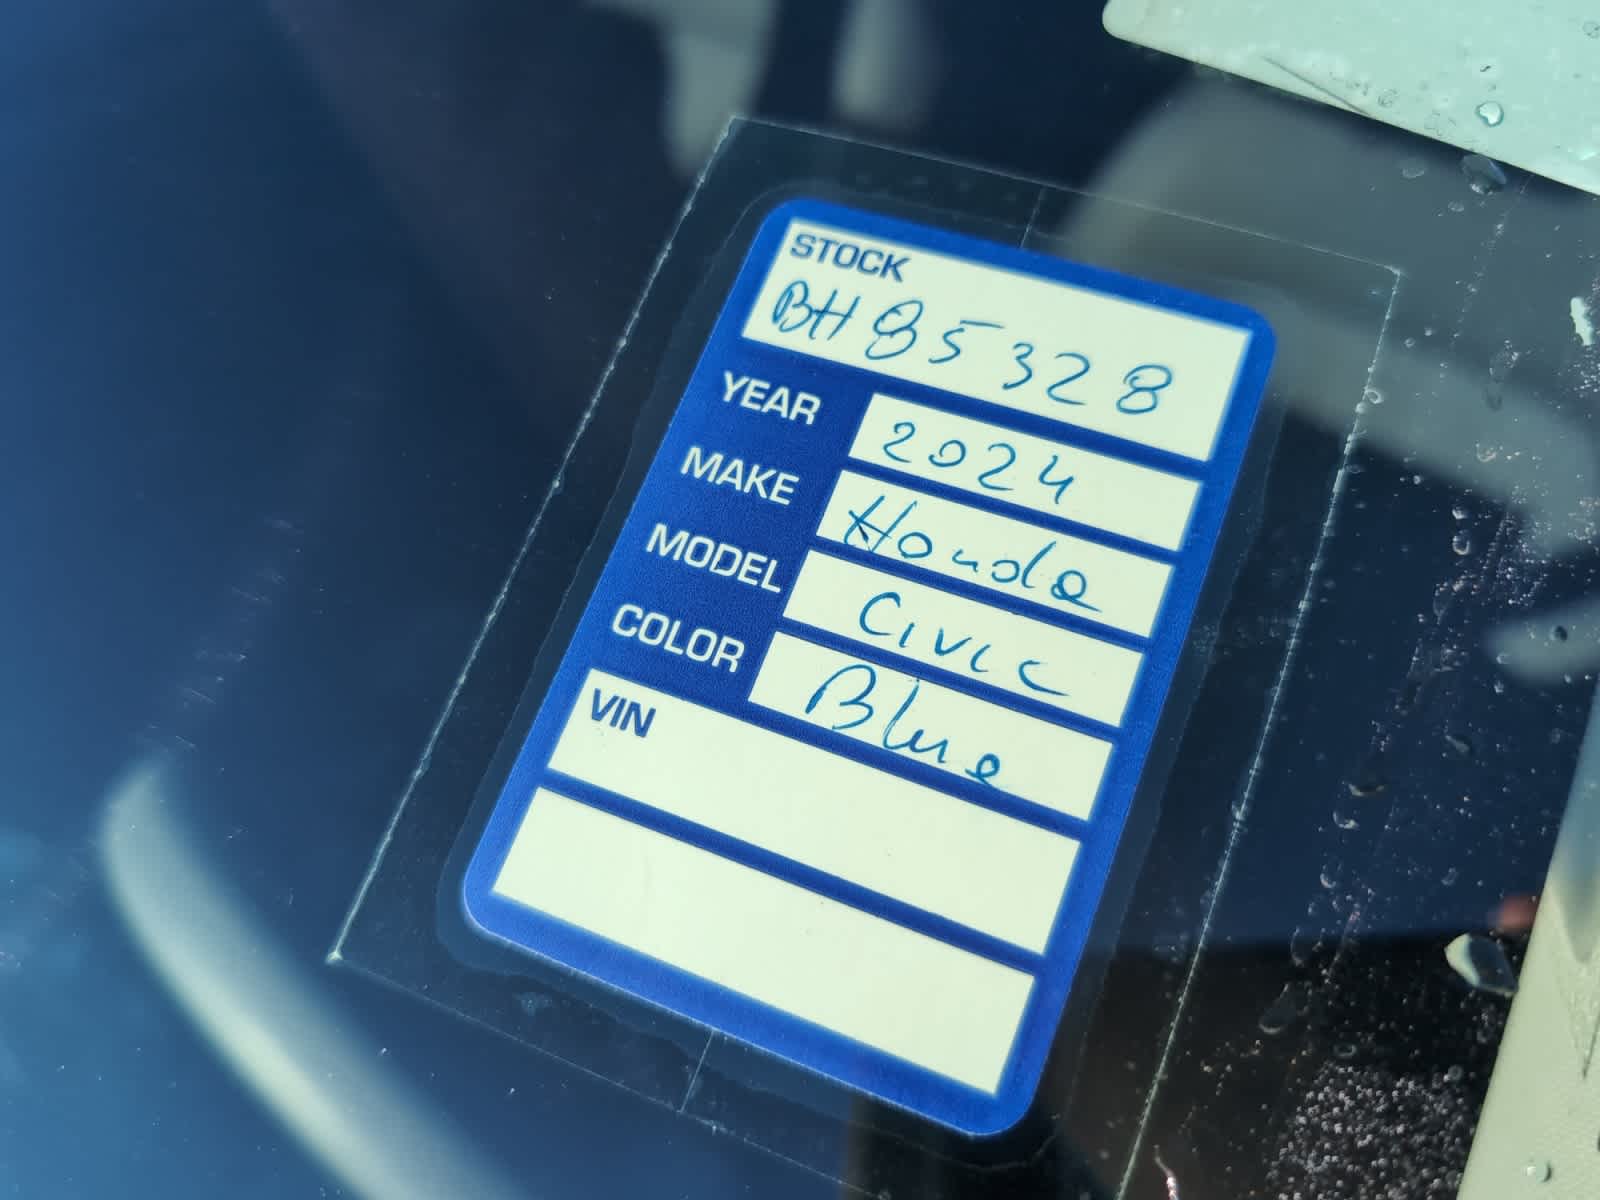 STOCK
BH85328
YEAR 2024
MAKE Honda
MODEL Civic
COLOR Blue
VIN